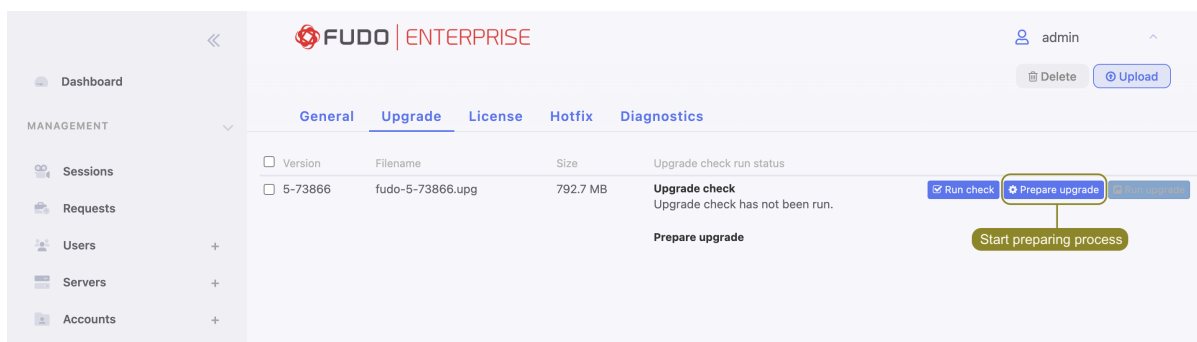 FUDO ENTERPRISE
admin
Dashboard
Delete
Upload
MANAGEMENT
General Upgrade License Hotfix Diagnostics
Version Filename Size Upgrade check run status
Sessions
5-73866 fudo-5-73866.upg 792.7 MB Upgrade check Run check Prepare upgrade Run upgrade
Upgrade check has not been run.
Requests
Prepare upgrade
Start preparing process
Users +
Servers +
Accounts +